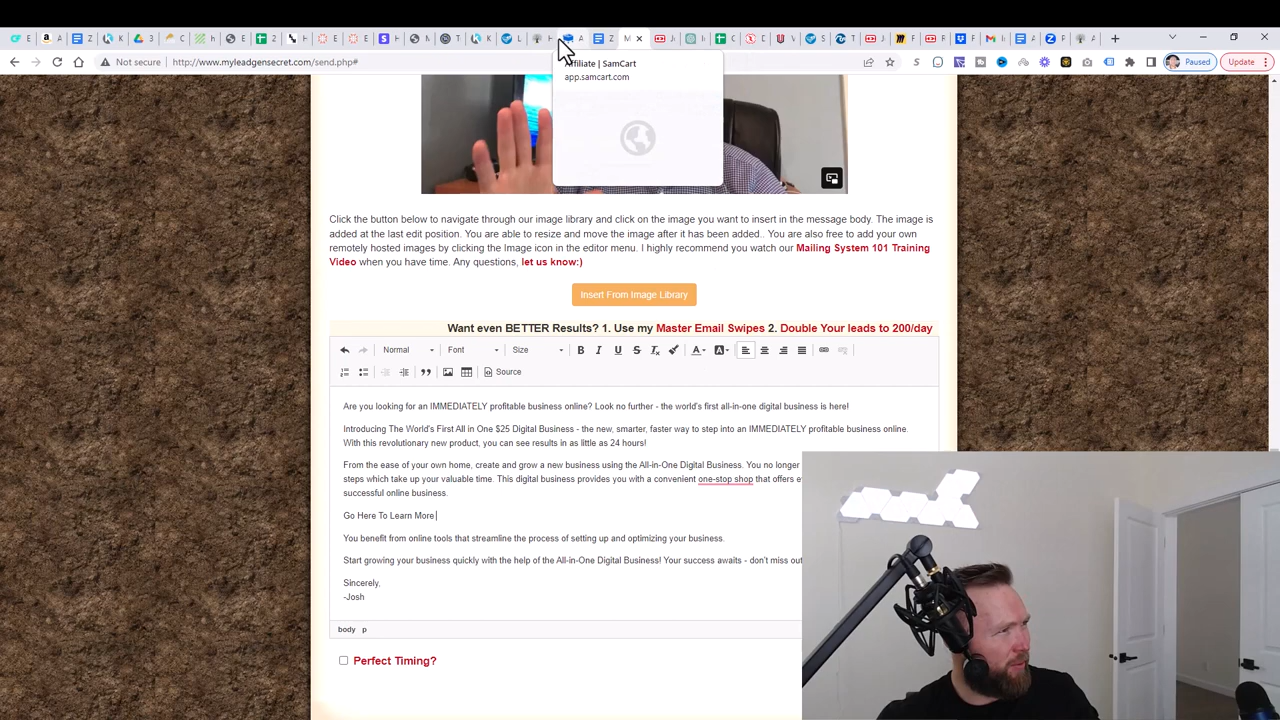 Affiliate | SamCart
app.samcart.com
Not secure
http://www.myleadgensecret.com/send.php#
Paused
Update
Click the button below to navigate through our image library and click on the image you want to insert in the message body. The image is
added at the last edit position. You are able to resize and move the image after it has been added.. You are also free to add your own
remotely hosted images by clicking the Image icon in the editor menu. I highly recommend you watch our Mailing System 101 Training
Video when you have time. Any questions, let us know:)
Insert From Image Library
Want even BETTER Results? 1. Use my Master Email Swipes 2. Double Your leads to 200/day
Normal Font Size
Source
Are you looking for an IMMEDIATELY profitable business online? Look no further - the world's first all-in-one digital business is here!
Introducing The World's First All in One $25 Digital Business - the new, smarter, faster way to step into an IMMEDIATELY profitable business online.
With this revolutionary new product, you can see results in as little as 24 hours!
From the ease of your own home, create and grow a new business using the All-in-One Digital Business. You no longer
steps which take up your valuable time. This digital business provides you with a convenient one-stop shop that offers
successful online business.
Go Here To Learn More
You benefit from online tools that streamline the process of setting up and optimizing your business.
Start growing your business quickly with the help of the All-in-One Digital Business! Your success awaits - don't miss out
Sincerely,
-Josh
body p
Perfect Timing?